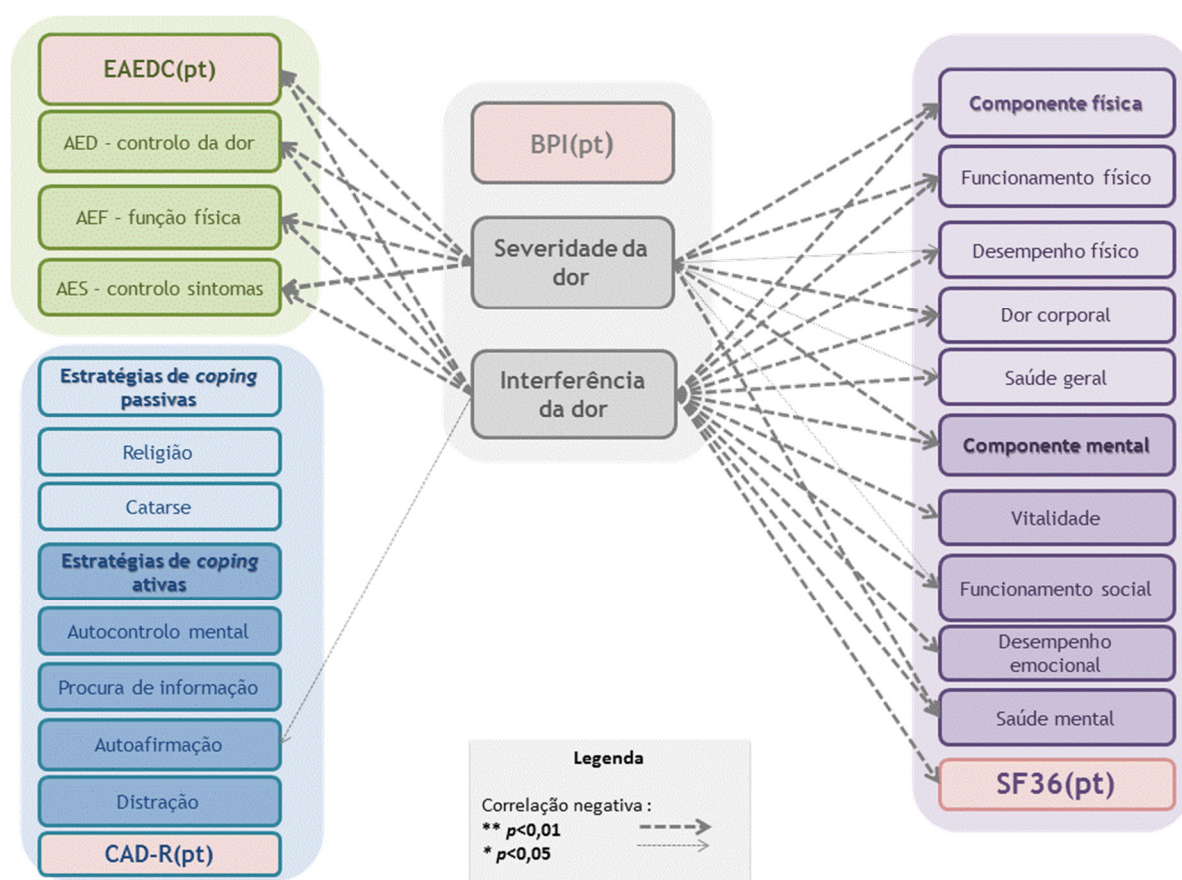 EAEDC(pt)
AED - controlo da dor
AEF - função física
AES - controlo sintomas
Estratégias de coping
passivas
Religião
Catarse
Estratégias de coping
ativas
Autocontrolo mental
Procura de informação
Autoafirmação
Distração
CAD-R(pt)
BPI(pt)
Severidade da
dor
Interferência
da dor
Legenda
Correlação negativa :
** p<0,01
* p<0,05
Componente física
Funcionamento físico
Desempenho físico
Dor corporal
Saúde geral
Componente mental
Vitalidade
Funcionamento social
Desempenho
emocional
Saúde mental
SF36(pt)